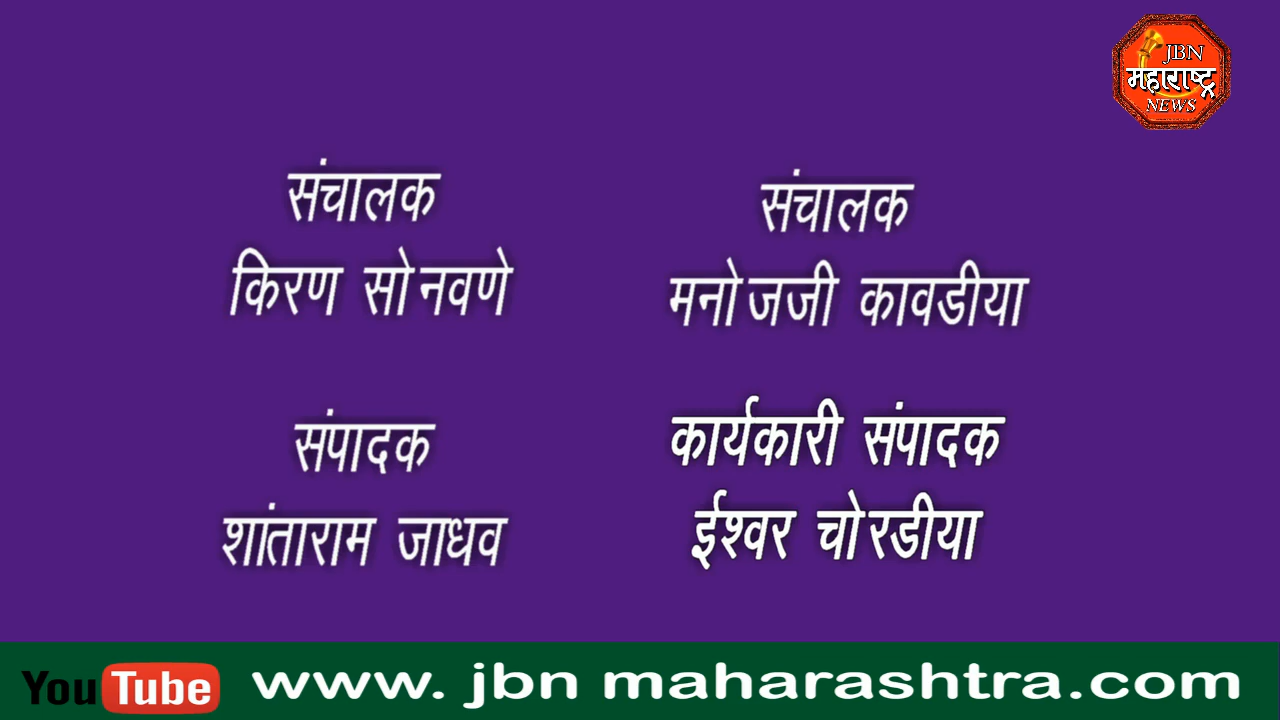 JBN
महाराष्ट्र
NEWS
संचालक
किरण सोनवणे
संचालक
मनोजजी कावडीया
संपादक
शांताराम जाधव
कार्यकारी संपादक
ईश्वर चोरडीया
YouTube www. jbn maharashtra.com